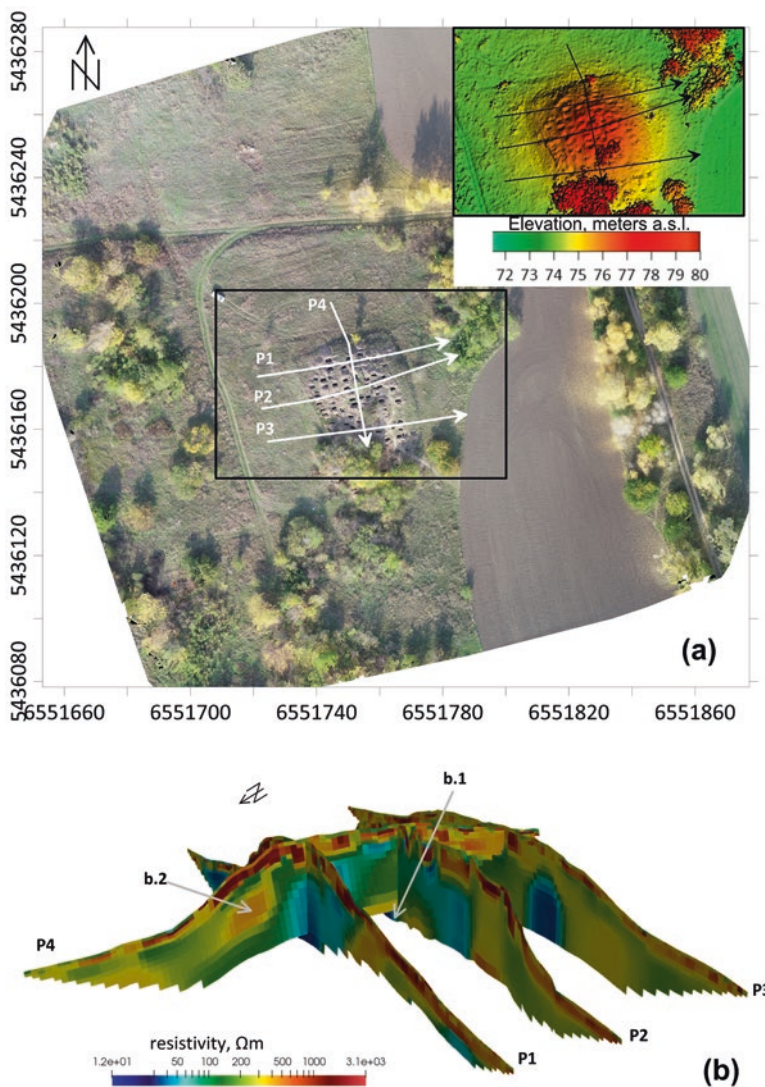 5436280
5436240
5436200
5436160
5436120
5436080
N
Elevation, meters a.s.l.
72 73 74 75 76 77 78 79 80
P4
P1
P2
P3
(a)
6551660 6551700 6551740 6551780 6551820 6551860
N
b.1
b.2
P4
P3
P2
P1
resistivity, Ωm
1.2e+01 50 100 200 500 1000 3.1e+03
(b)